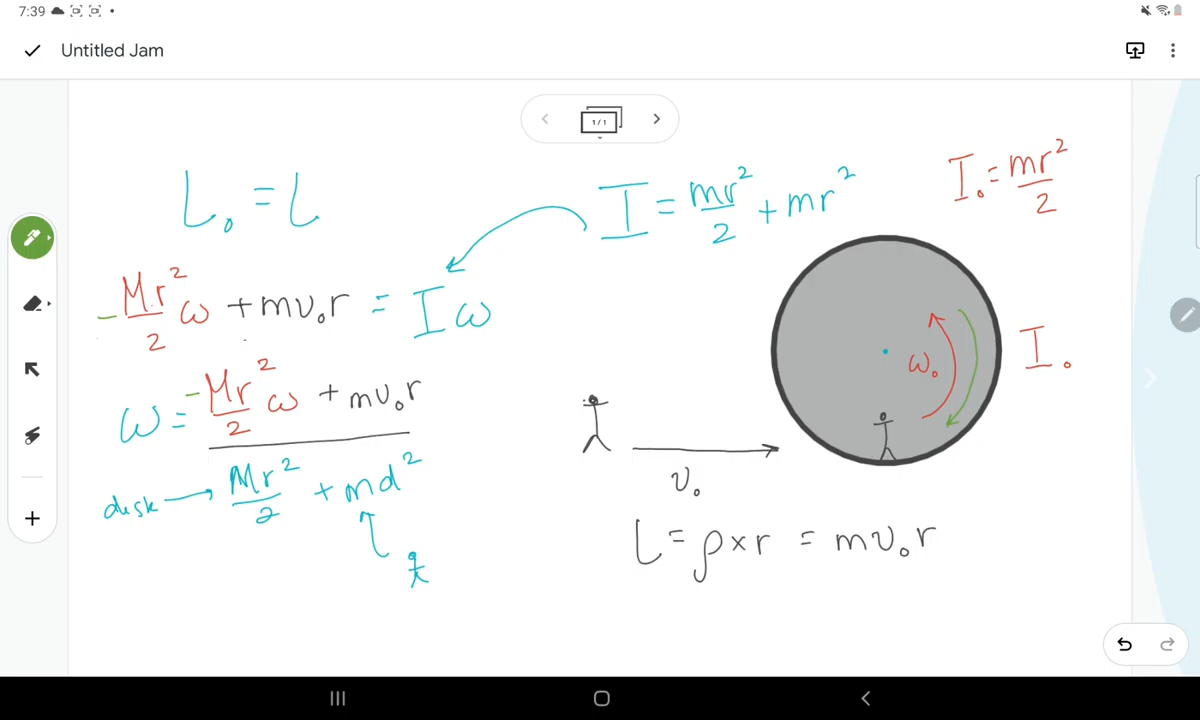 7:39
Untitled Jam
1/1
L₀ = L
I = mr²/2 + mr²
I₀ = mr²/2
-Mr²/2 ω + mv₀r = Iω
ω = (-Mr²/2 ω + mv₀r) / (Mr²/2 + md²)
disk
ω₀
I₀
v₀
L = p x r = mv₀r